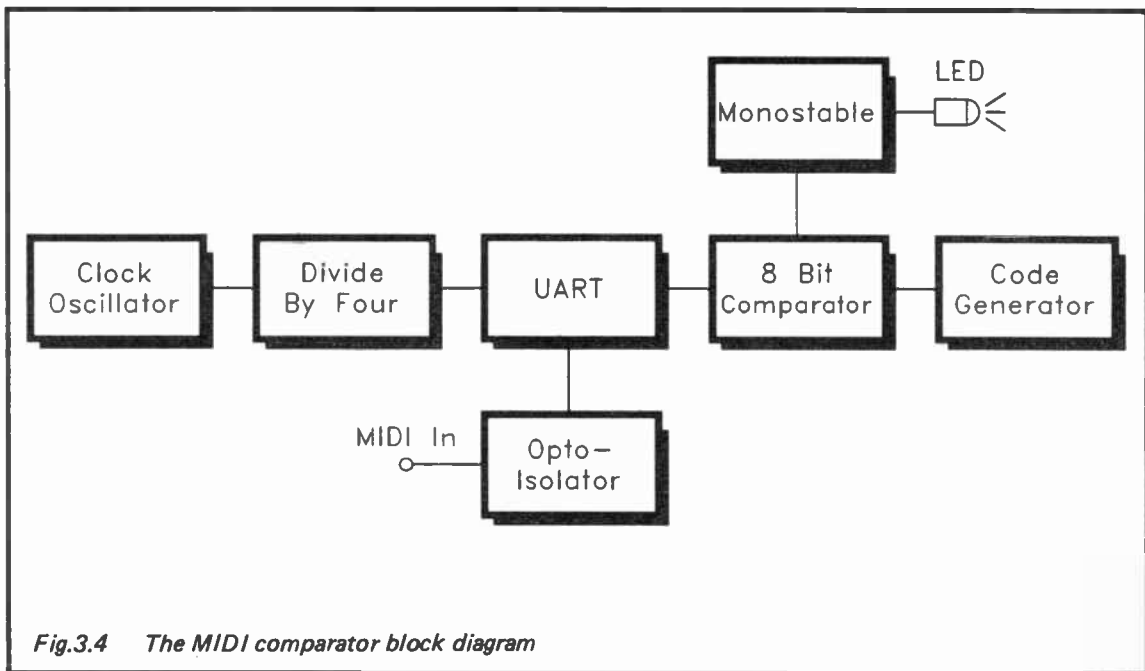 LED
Monostable
Clock
Oscillator
Divide
By Four
UART
8 Bit
Comparator
Code
Generator
MIDI In
Opto-
Isolator
Fig.3.4 The MIDI comparator block diagram